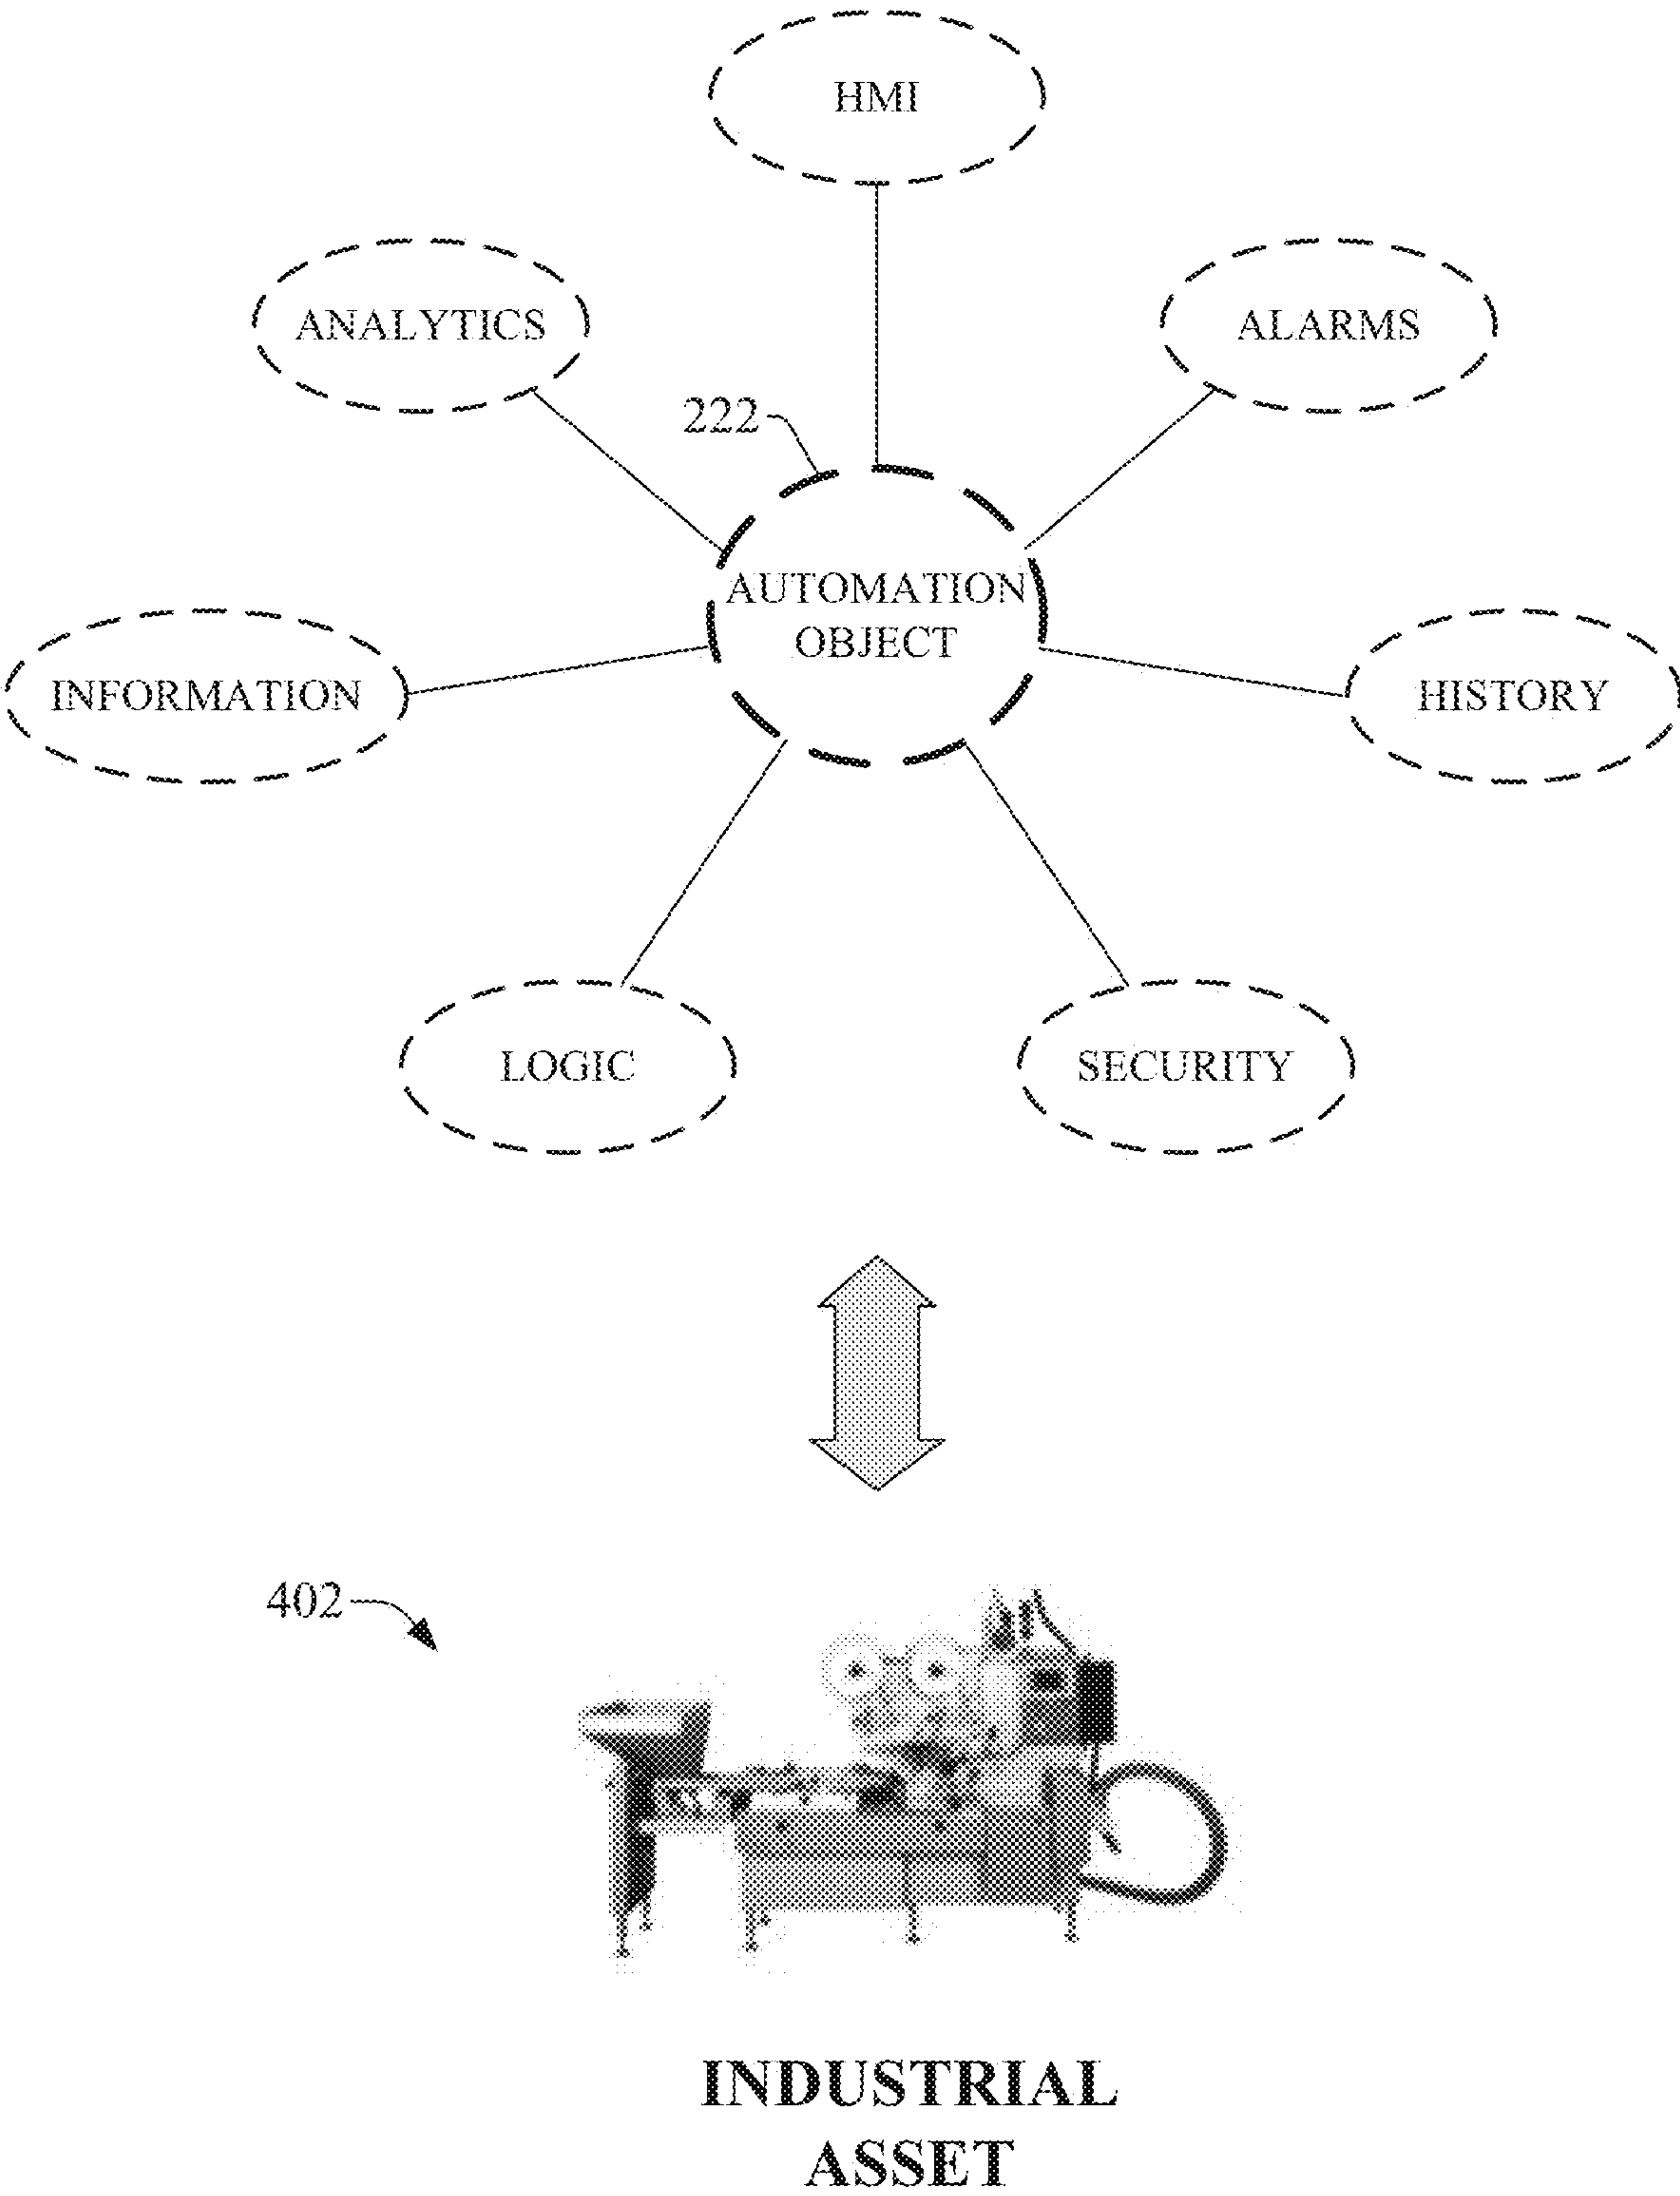 HMI
ANALYTICS
ALARMS
222
AUTOMATION
OBJECT
INFORMATION
HISTORY
LOGIC
SECURITY
402
INDUSTRIAL
ASSET